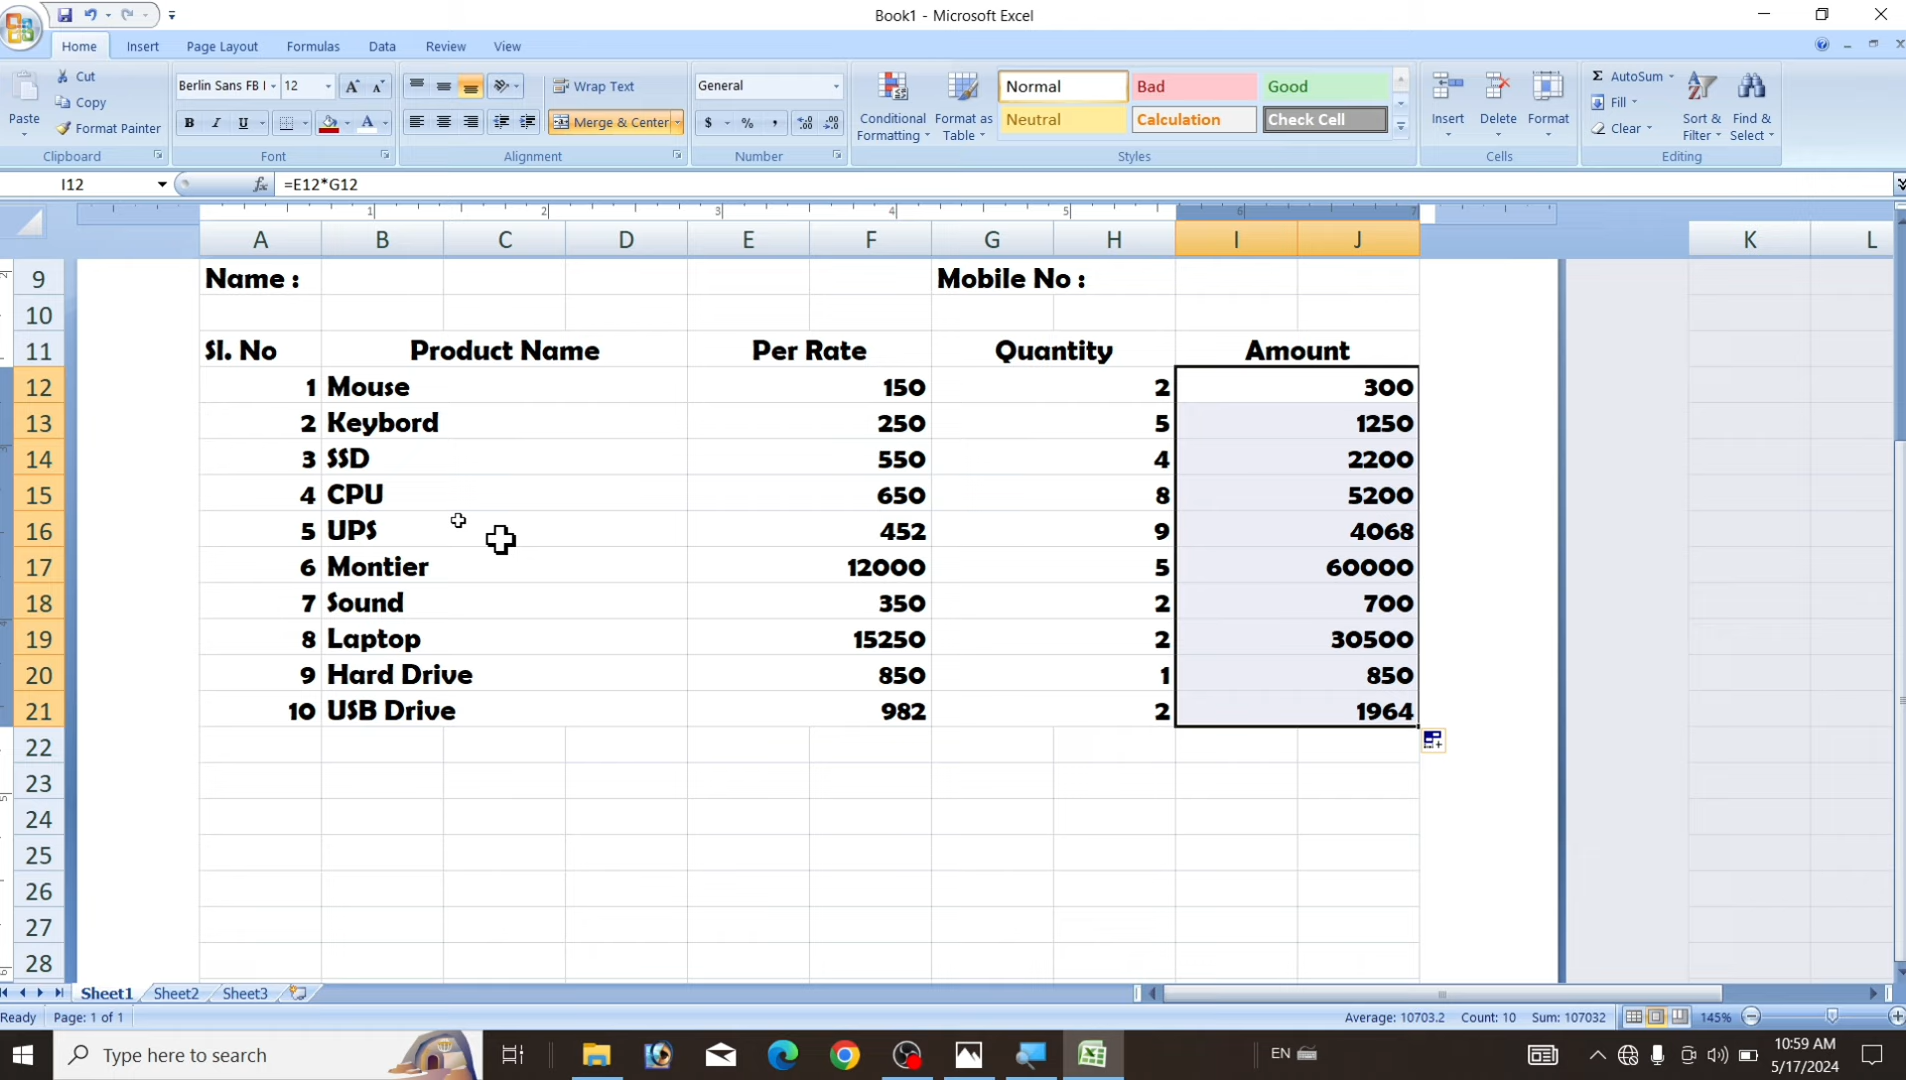 Book1 - Microsoft Excel
Home Insert Page Layout Formulas Data Review View
Cut
Copy
Format Painter
Paste
Clipboard
Berlin Sans FB 12
B I U
Font
Wrap Text
Merge & Center
Alignment
General
$ % ,
Number
Conditional Formatting
Format as Table
Normal Bad Good
Neutral Calculation Check Cell
Styles
Insert Delete Format
Cells
AutoSum
Fill
Clear
Sort & Filter
Find & Select
Editing
I12 fx =E12*G12
1 2 3 4 5 6 7
A B C D E F G H I J K L
9 Name : Mobile No :
10
11 Sl. No Product Name Per Rate Quantity Amount
12 1 Mouse 150 2 300
13 2 Keybord 250 5 1250
14 3 SSD 550 4 2200
15 4 CPU 650 8 5200
16 5 UPS 452 9 4068
17 6 Montier 12000 5 60000
18 7 Sound 350 2 700
19 8 Laptop 15250 2 30500
20 9 Hard Drive 850 1 850
21 10 USB Drive 982 2 1964
22
23
24
25
26
27
28
Sheet1 Sheet2 Sheet3
Ready Page: 1 of 1 Average: 10703.2 Count: 10 Sum: 107032 145%
Type here to search EN 10:59 AM
5/17/2024